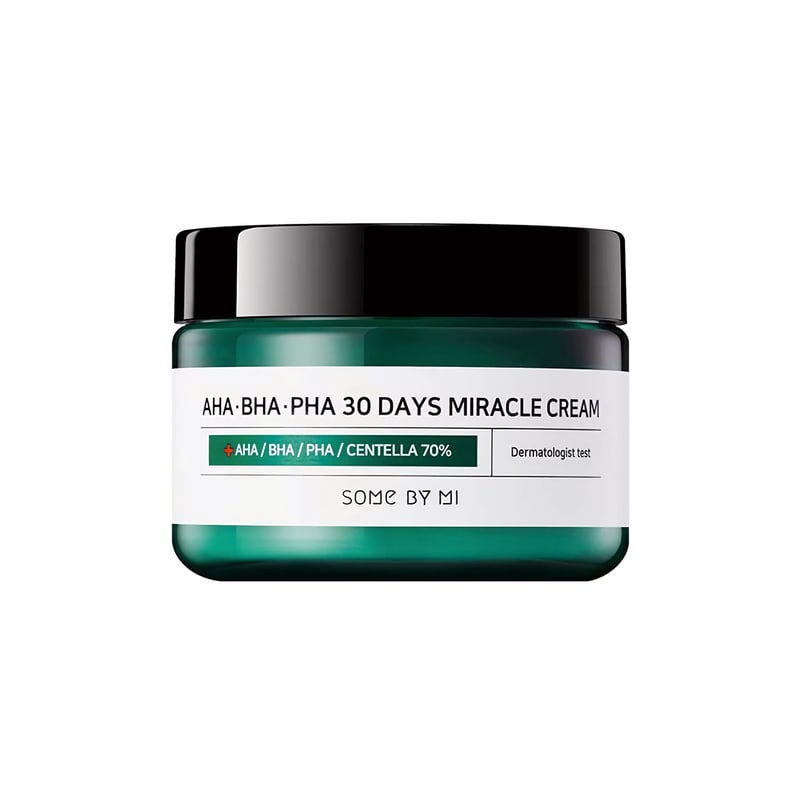 AHA·BHA·PHA 30 DAYS MIRACLE CREAM
+ AHA / BHA / PHA / CENTELLA 70%
Dermatologist test
SOME BY MI